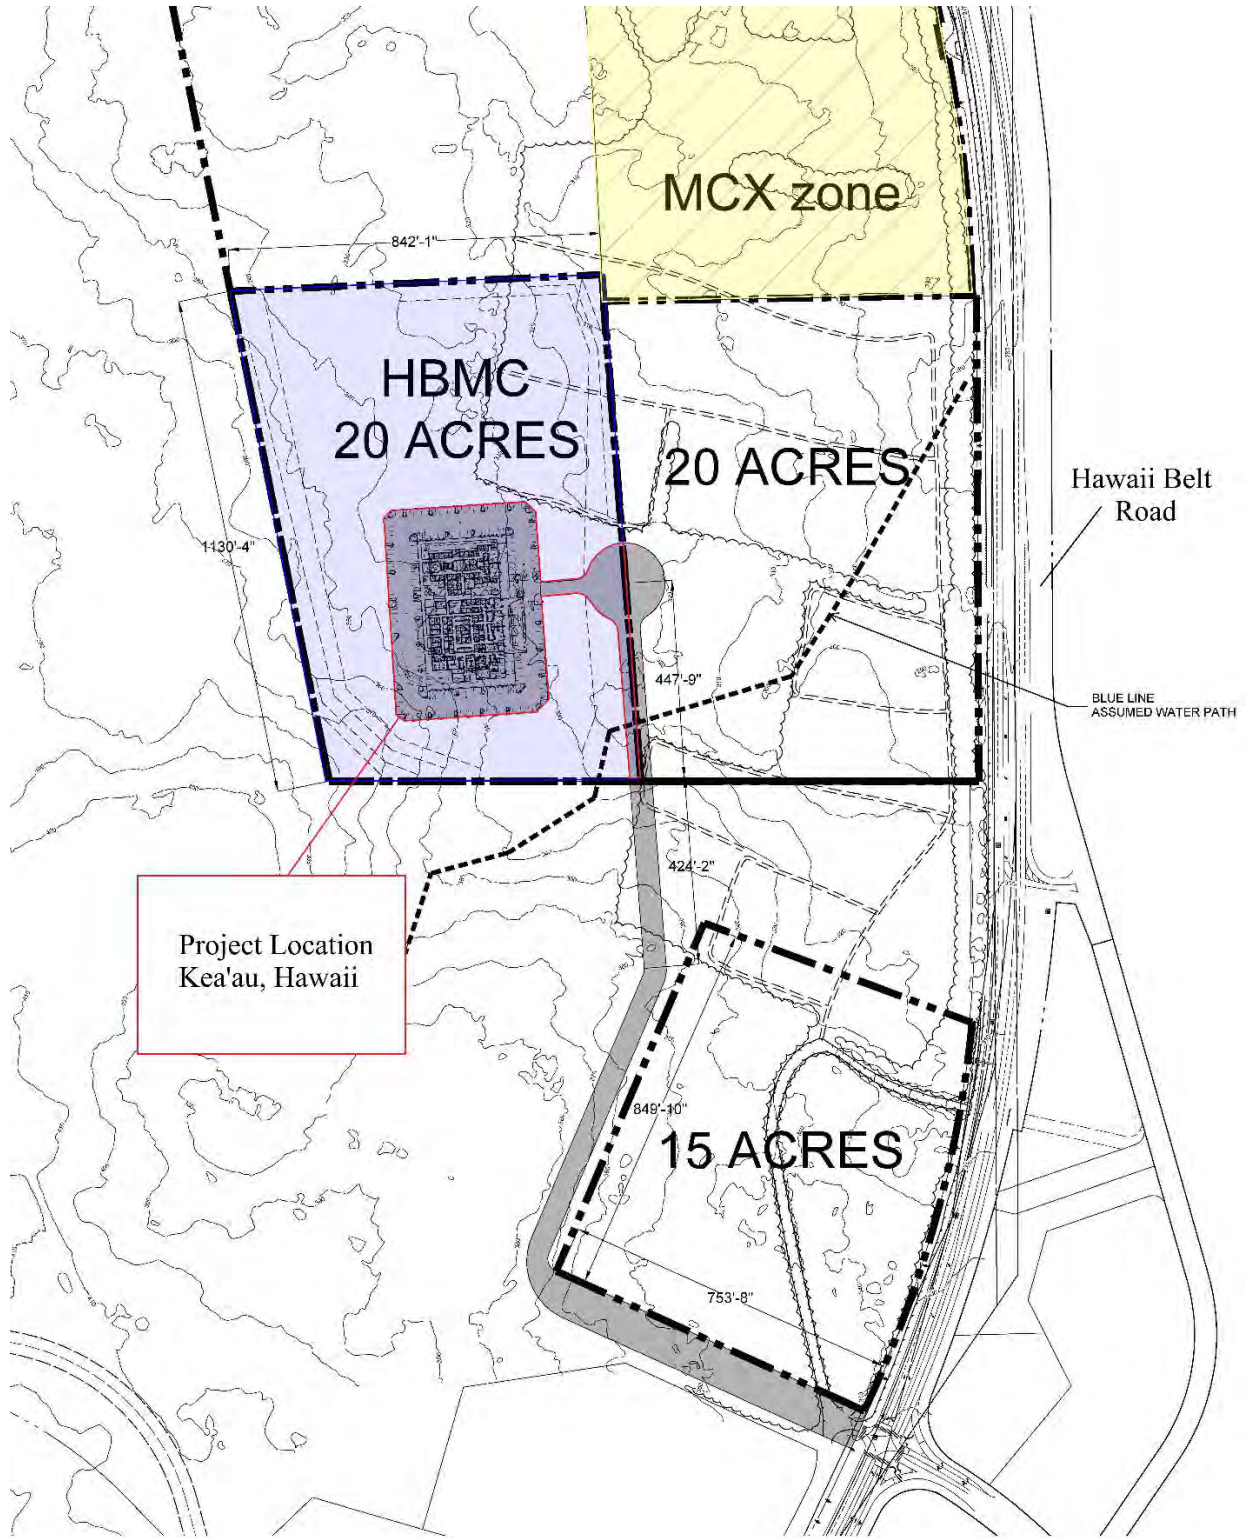 MCX zone
842'-1"
HBMC
20 ACRES
20 ACRES
Hawaii Belt
Road
1130'-4"
447'-9"
BLUE LINE
ASSUMED WATER PATH
424'-2"
Project Location
Kea'au, Hawaii
849'-10"
15 ACRES
753'-8"